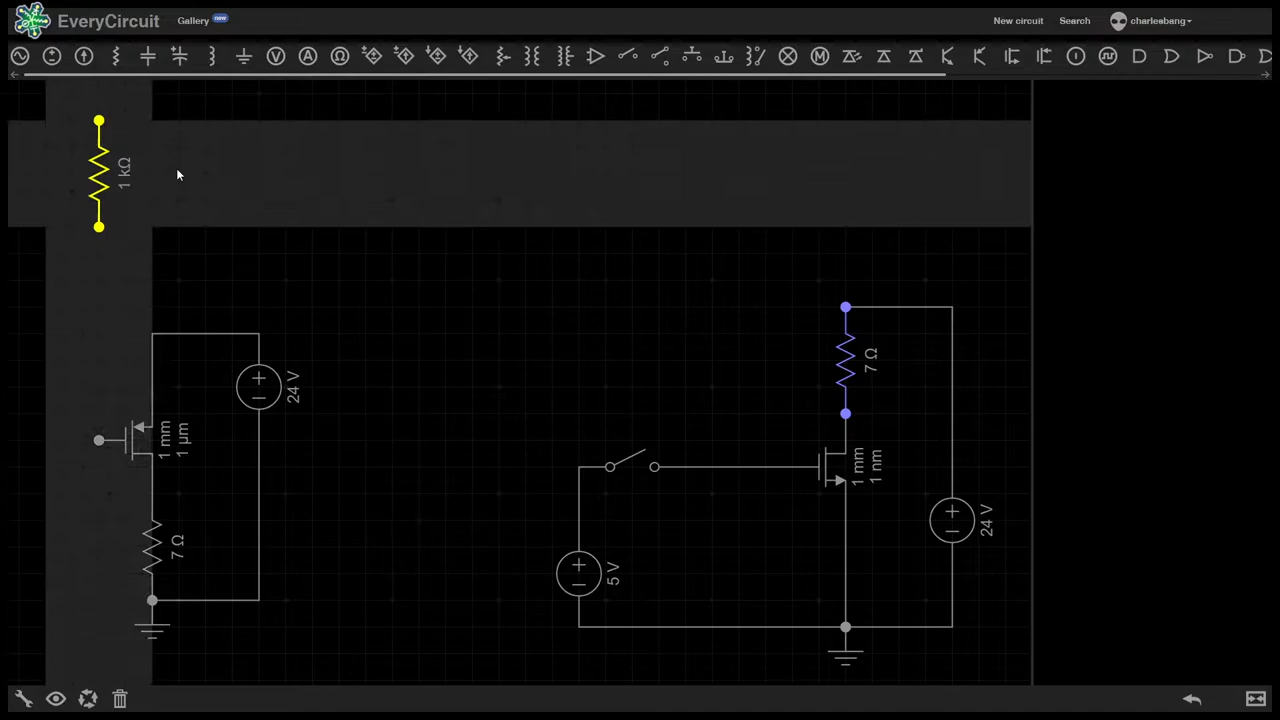 EveryCircuit
Gallery new
New circuit
Search
charlesbang
1 kΩ
24 V
1 mm
1 µm
7 Ω
7 Ω
1 mm
1 nm
24 V
5 V